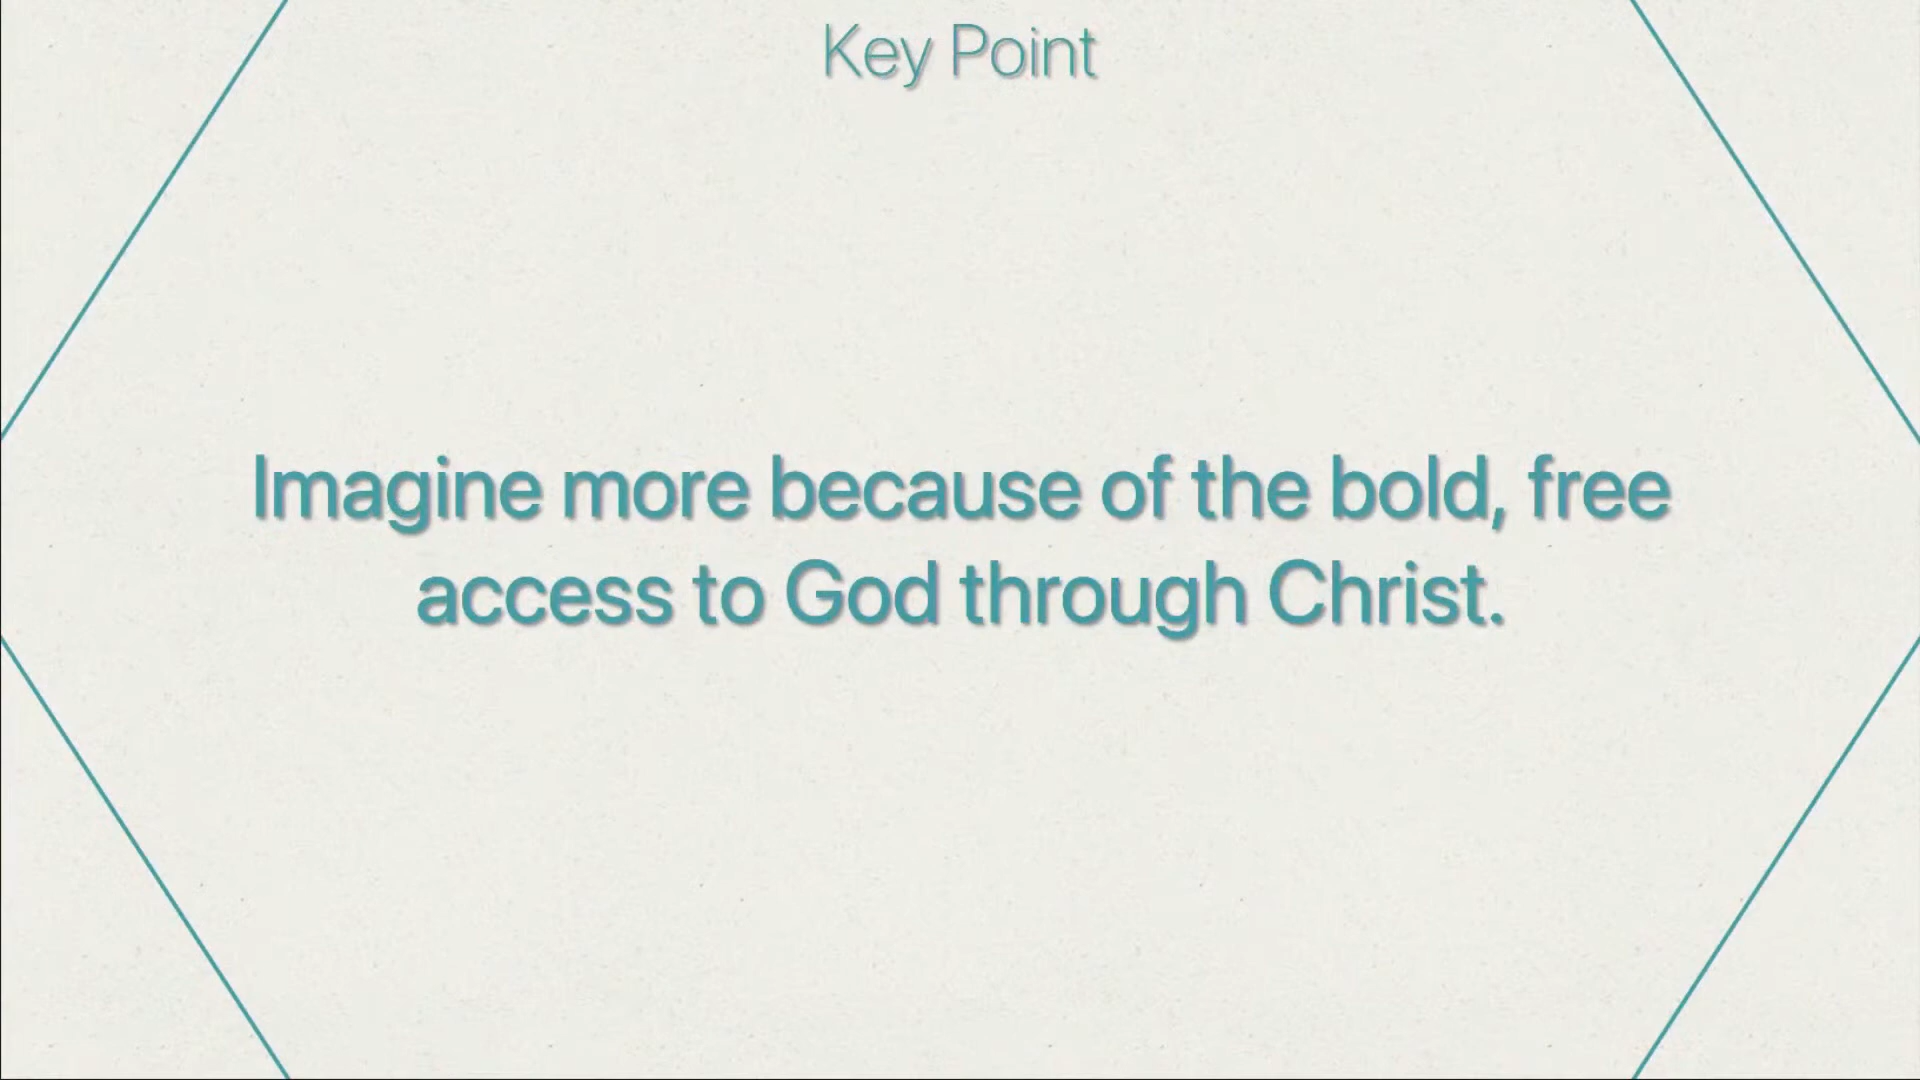 Key Point
Imagine more because of the bold, free
access to God through Christ.